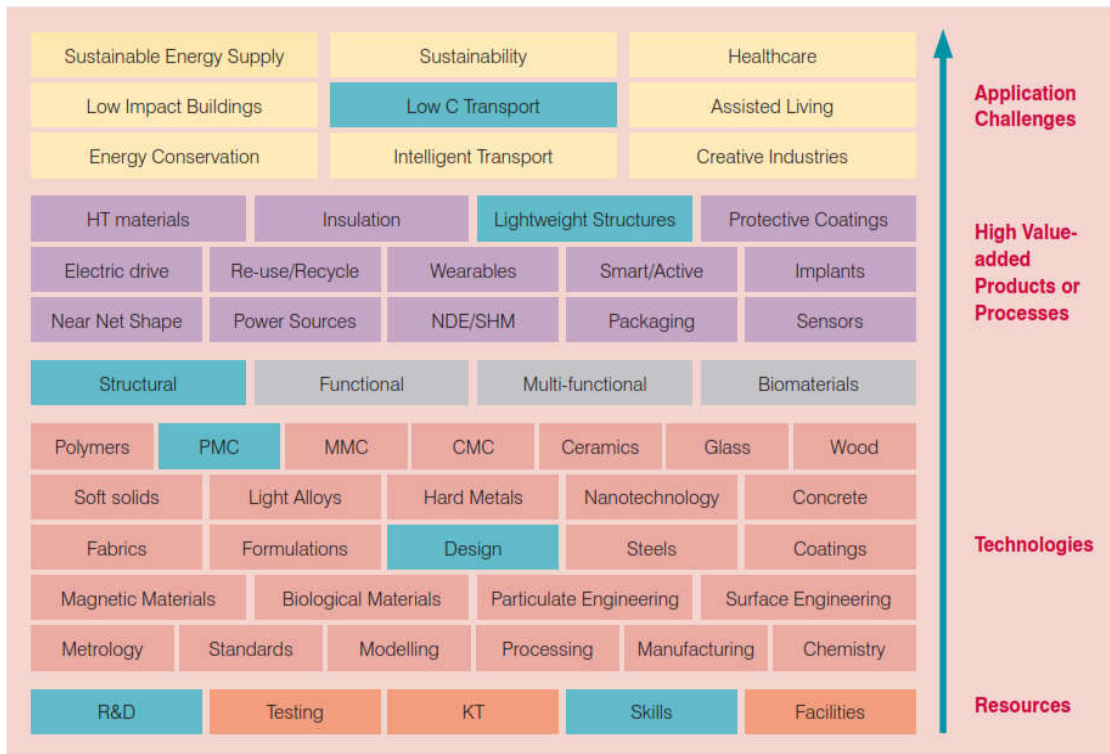 Sustainable Energy Supply Sustainability Healthcare
Low Impact Buildings Low C Transport Assisted Living
Energy Conservation Intelligent Transport Creative Industries
Application
Challenges
HT materials Insulation Lightweight Structures Protective Coatings
Electric drive Re-use/Recycle Wearables Smart/Active Implants
Near Net Shape Power Sources NDE/SHM Packaging Sensors
High Value-
added
Products or
Processes
Structural Functional Multi-functional Biomaterials
Polymers PMC MMC CMC Ceramics Glass Wood
Soft solids Light Alloys Hard Metals Nanotechnology Concrete
Fabrics Formulations Design Steels Coatings
Technologies
Magnetic Materials Biological Materials Particulate Engineering Surface Engineering
Metrology Standards Modelling Processing Manufacturing Chemistry
R&D Testing KT Skills Facilities
Resources